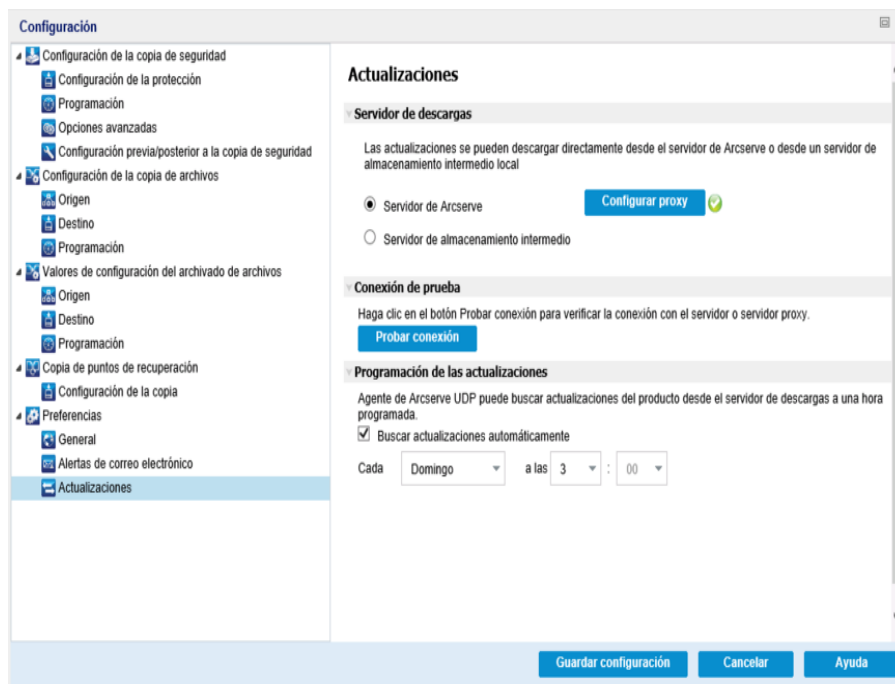 Configuración
Configuración de la copia de seguridad
Configuración de la protección
Programación
Opciones avanzadas
Configuración previa/posterior a la copia de seguridad
Configuración de la copia de archivos
Origen
Destino
Programación
Valores de configuración del archivado de archivos
Origen
Destino
Programación
Copia de puntos de recuperación
Configuración de la copia
Preferencias
General
Alertas de correo electrónico
Actualizaciones
Actualizaciones
Servidor de descargas
Las actualizaciones se pueden descargar directamente desde el servidor de Arcserve o desde un servidor de
almacenamiento intermedio local
Servidor de Arcserve
Configurar proxy
Servidor de almacenamiento intermedio
Conexión de prueba
Haga clic en el botón Probar conexión para verificar la conexión con el servidor o servidor proxy.
Probar conexión
Programación de las actualizaciones
Agente de Arcserve UDP puede buscar actualizaciones del producto desde el servidor de descargas a una hora
programada.
Buscar actualizaciones automáticamente
Cada Domingo a las 3 : 00
Guardar configuración Cancelar Ayuda